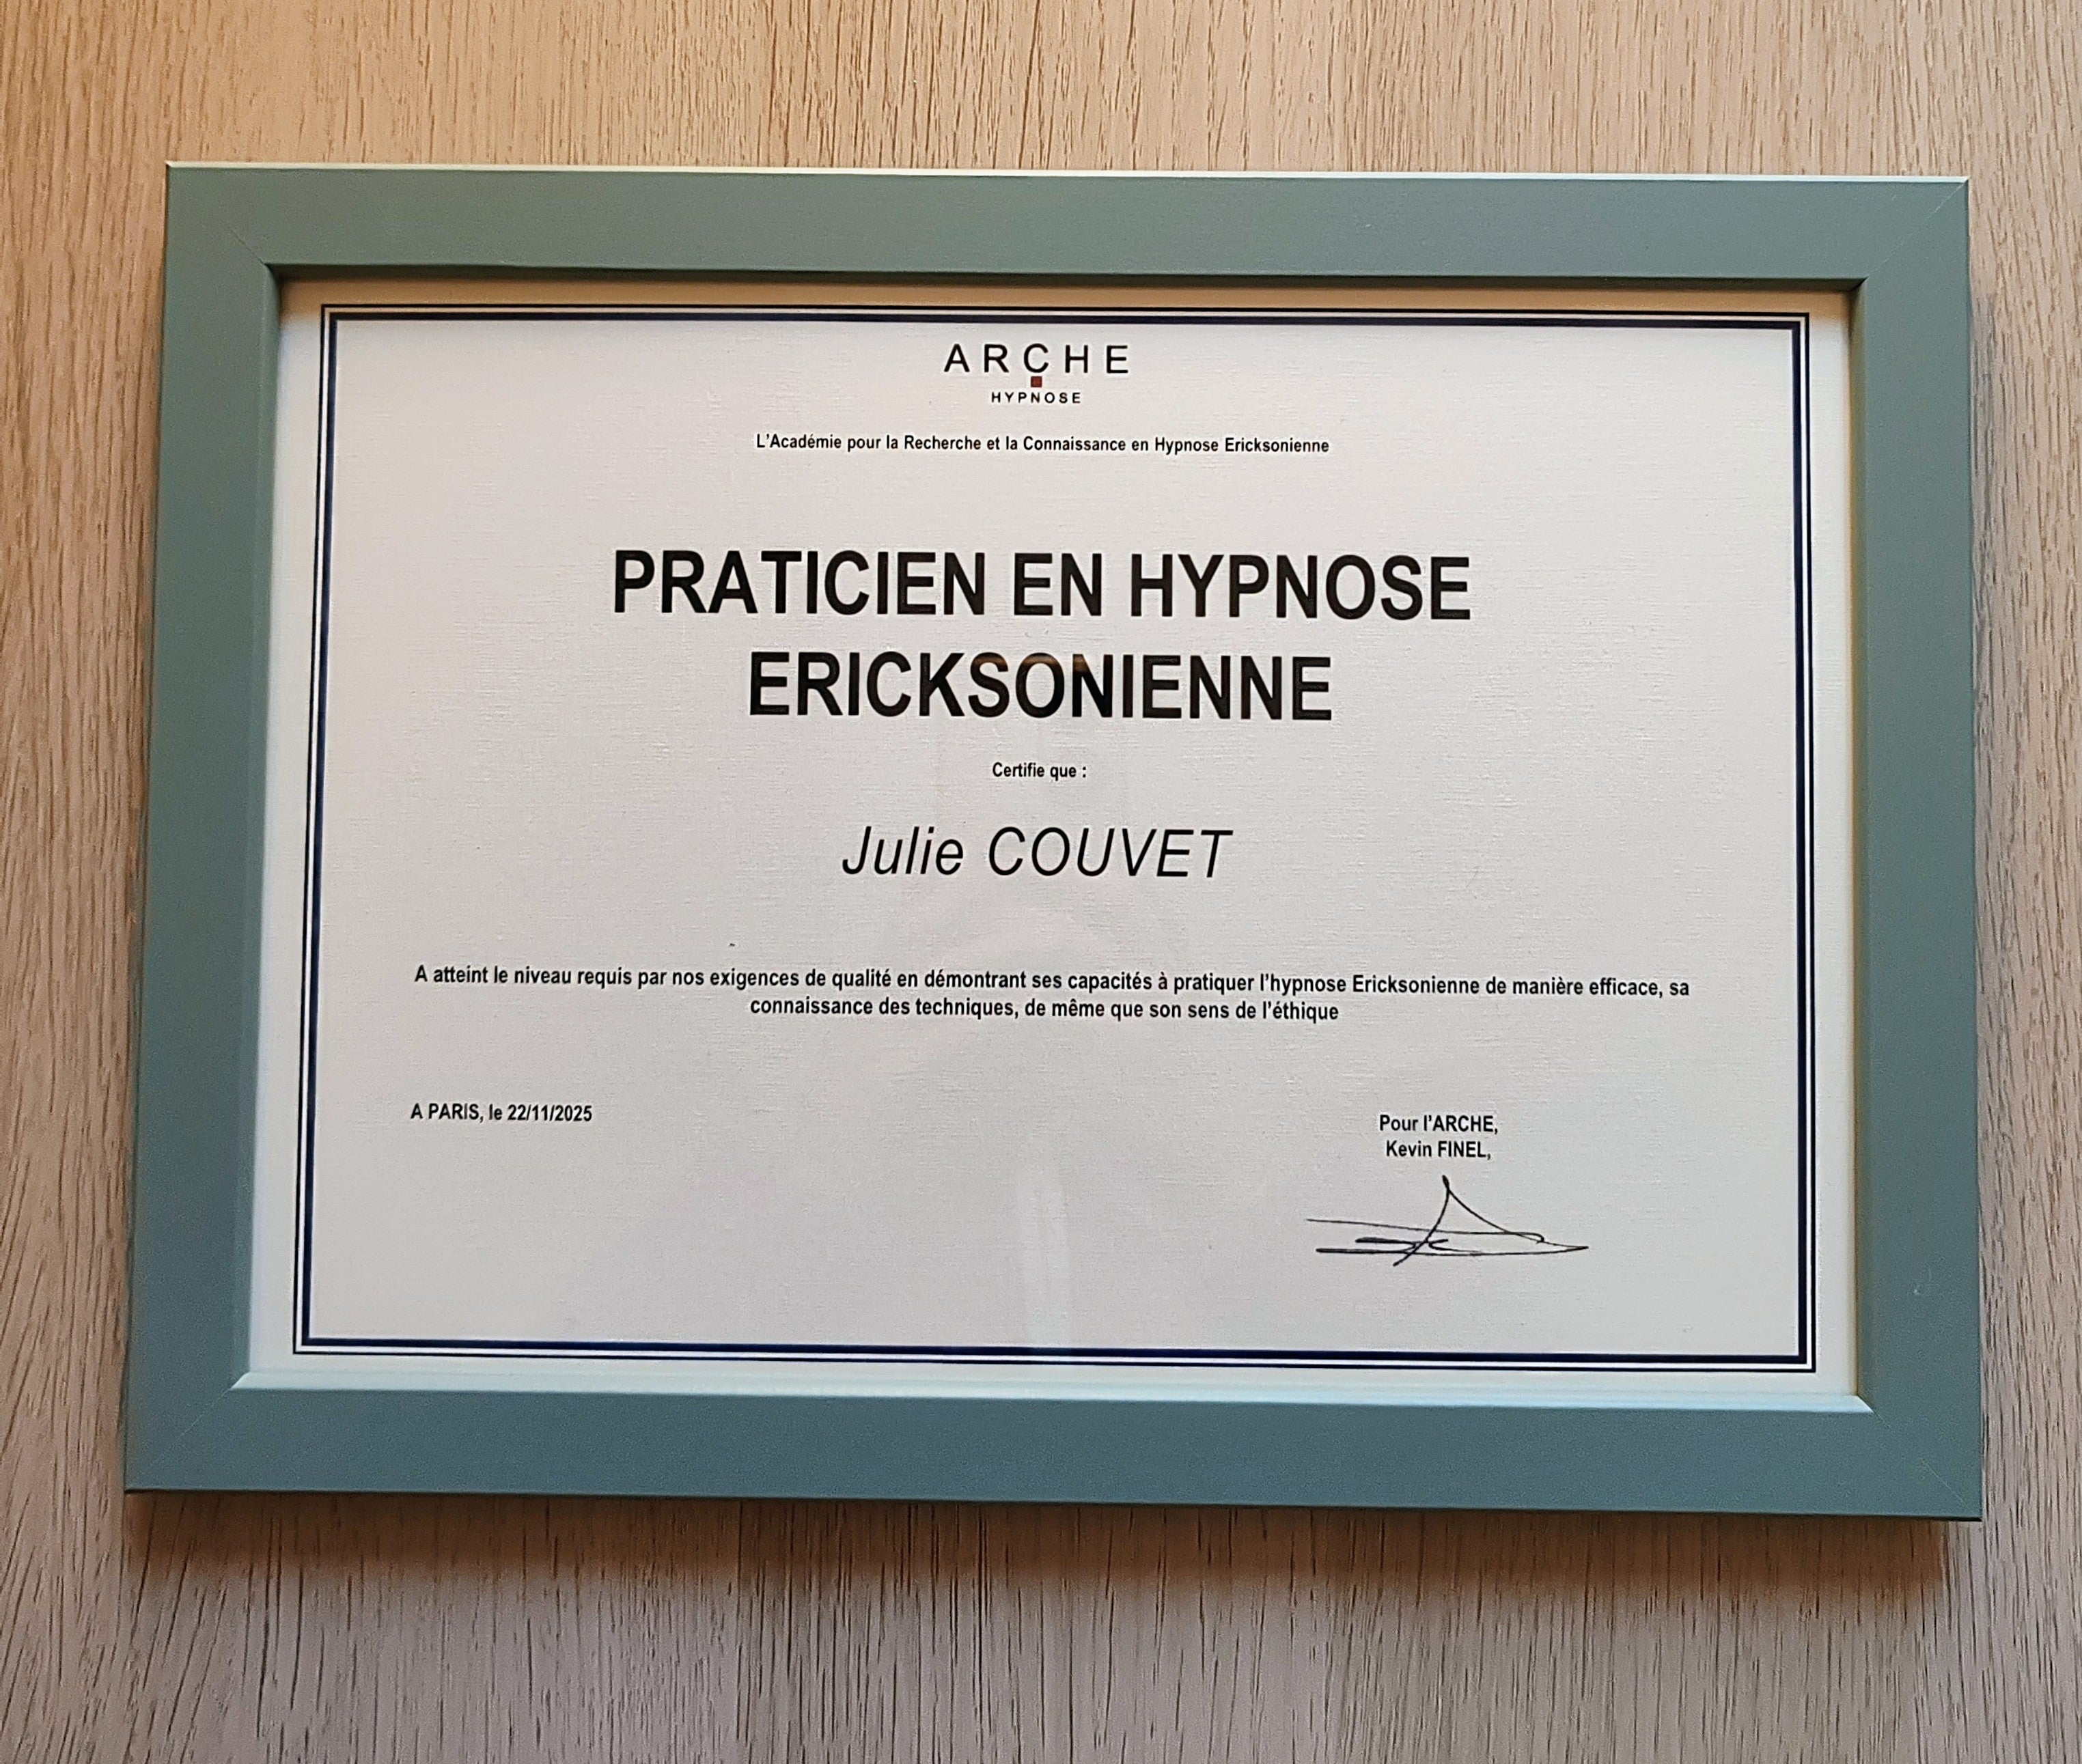 ARCHE
HYPNOSE
L'Académie pour la Recherche et la Connaissance en Hypnose Ericksonienne
PRATICIEN EN HYPNOSE
ERICKSONIENNE
Certifie que :
Julie COUVET
A atteint le niveau requis par nos exigences de qualité en démontrant ses capacités à pratiquer l'hypnose Ericksonienne de manière efficace, sa
connaissance des techniques, de même que son sens de l'éthique
A PARIS, le 22/11/2025
Pour l'ARCHE,
Kevin FINEL,